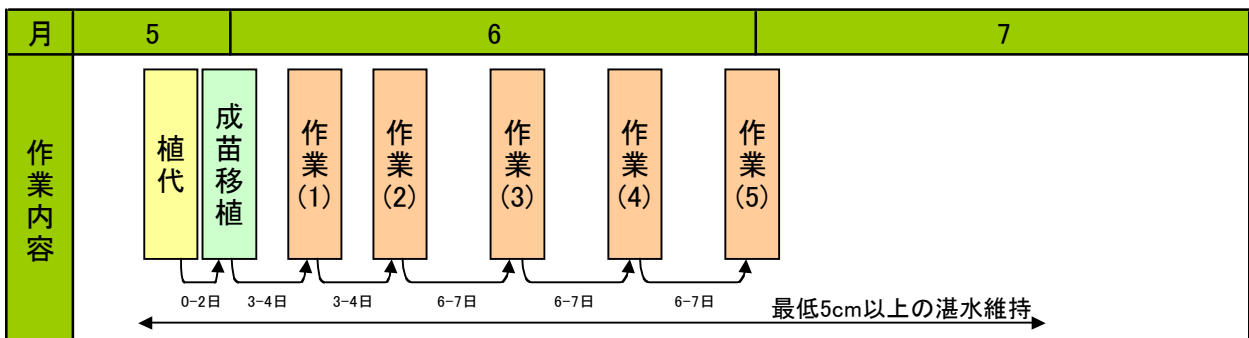 月 5 6 7
作業内容
植代
成苗移植
作業(1)
作業(2)
作業(3)
作業(4)
作業(5)
0-2日 3-4日 3-4日 6-7日 6-7日 6-7日
最低5cm以上の湛水維持